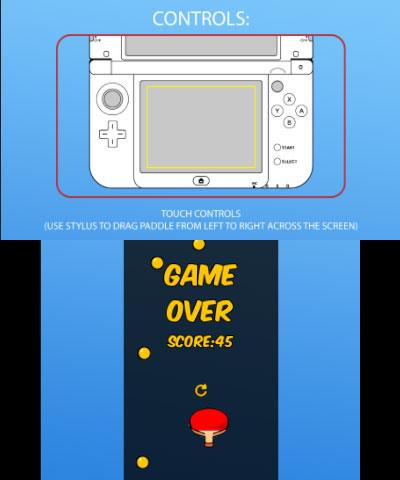 CONTROLS:
X
Y
A
B
START
SELECT
TOUCH CONTROLS
(USE STYLUS TO DRAG PADDLE FROM LEFT TO RIGHT ACROSS THE SCREEN)
GAME
OVER
SCORE:45